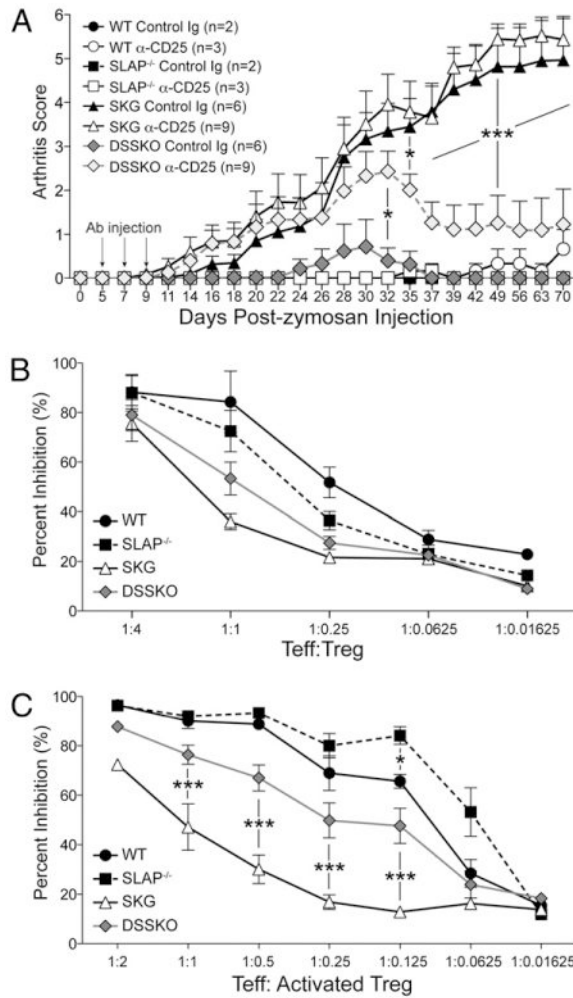 A
Arthritis Score
6
5
4
3
2
1
0
WT Control Ig (n=2)
WT α-CD25 (n=3)
SLAP-/- Control Ig (n=2)
SLAP-/- α-CD25 (n=3)
SKG Control Ig (n=6)
SKG α-CD25 (n=9)
DSSKO Control Ig (n=6)
DSSKO α-CD25 (n=9)
Ab injection
*
*
***
0 5 7 9 11 14 16 18 20 22 24 26 28 30 32 35 37 39 42 49 56 63 70
Days Post-zymosan Injection
B
Percent Inhibition (%)
100
80
60
40
20
0
WT
SLAP-/-
SKG
DSSKO
1:4 1:1 1:0.25 1:0.0625 1:0.01625
Teff:Treg
C
Percent Inhibition (%)
100
80
60
40
20
0
***
***
***
***
*
WT
SLAP-/-
SKG
DSSKO
1:2 1:1 1:0.5 1:0.25 1:0.125 1:0.0625 1:0.01625
Teff: Activated Treg